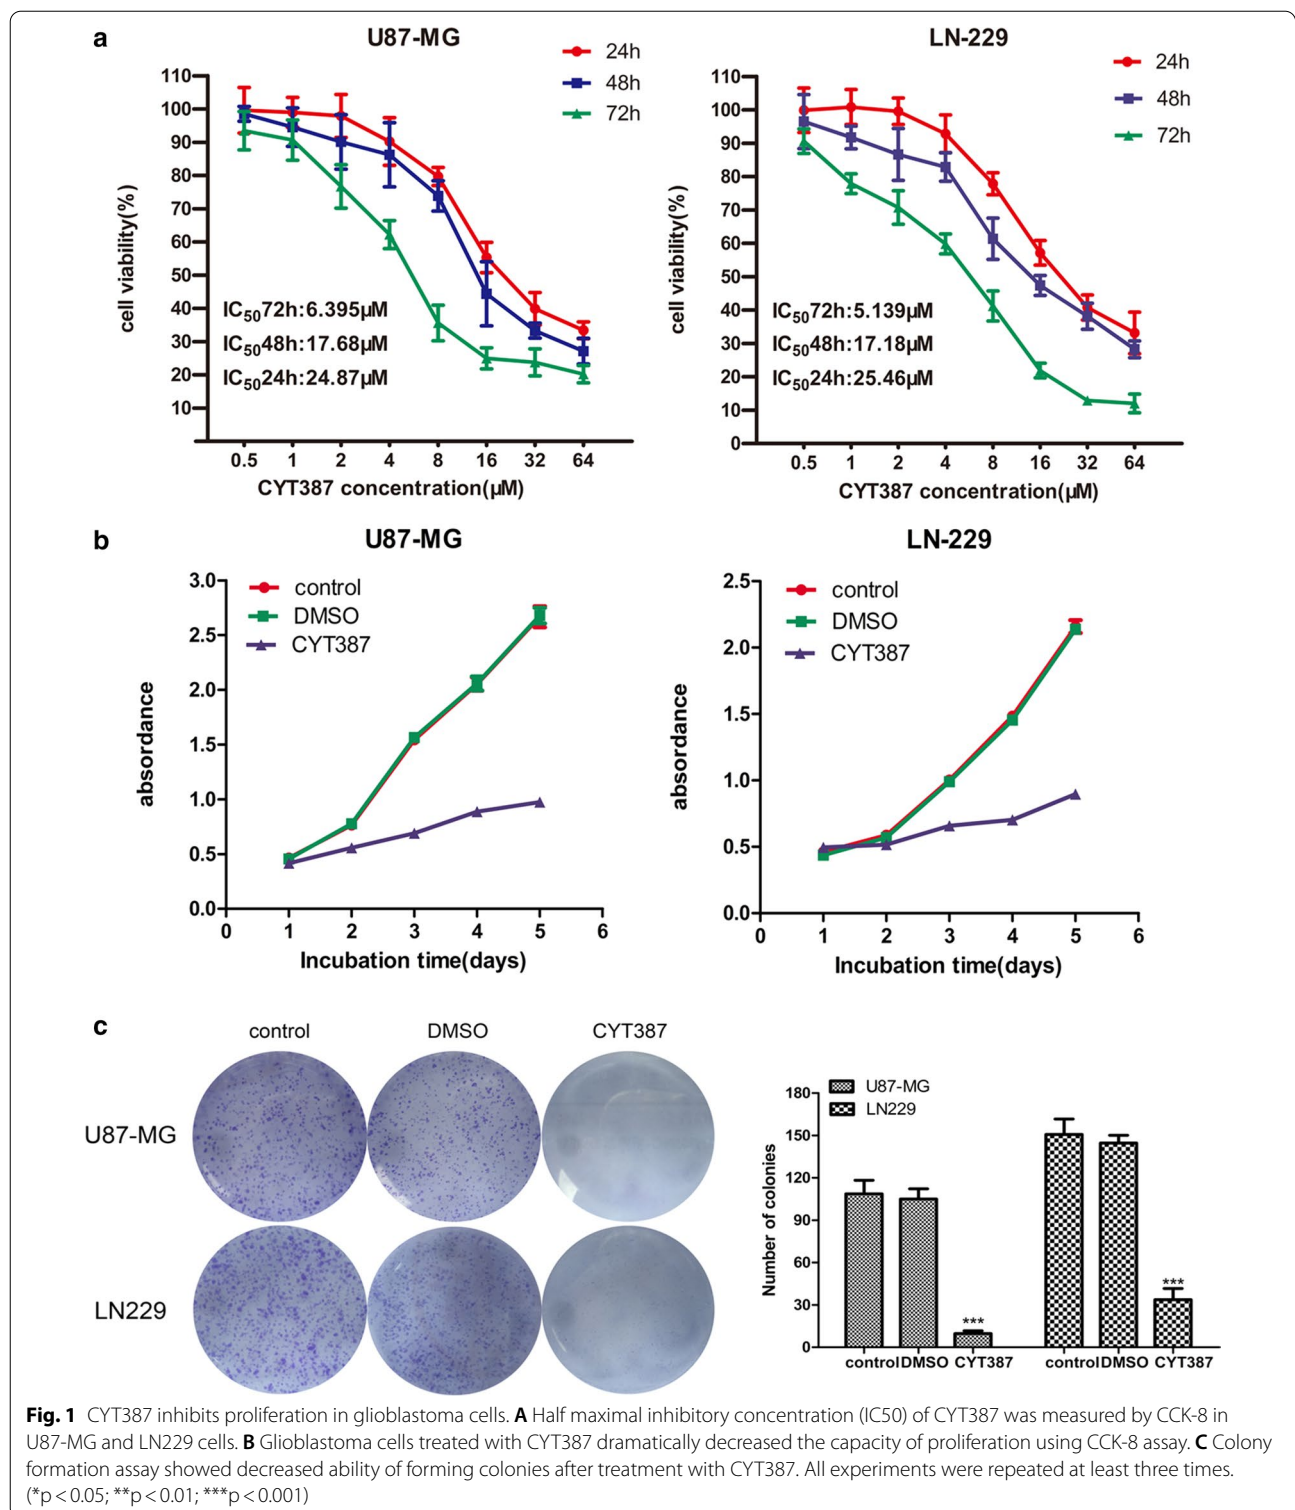 a
U87-MG
24h
48h
72h
110
100
90
80
70
60
50
40
30
20
10
cell viability(%)
IC5072h:6.395µM
IC5048h:17.68µM
IC5024h:24.87µM
0.5 1 2 4 8 16 32 64
CYT387 concentration(µM)
LN-229
24h
48h
72h
110
100
90
80
70
60
50
40
30
20
10
0
cell viability(%)
IC5072h:5.139µM
IC5048h:17.18µM
IC5024h:25.46µM
0.5 1 2 4 8 16 32 64
CYT387 concentration(µM)
b
U87-MG
control
DMSO
CYT387
3.0
2.5
2.0
1.5
1.0
0.5
0.0
absordance
0 1 2 3 4 5 6
Incubation time(days)
LN-229
control
DMSO
CYT387
2.5
2.0
1.5
1.0
0.5
0.0
absordance
0 1 2 3 4 5 6
Incubation time(days)
c
control DMSO CYT387
U87-MG
LN229
U87-MG
LN229
180
150
120
90
60
30
0
Number of colonies
***
***
control DMSO CYT387 control DMSO CYT387
Fig. 1 CYT387 inhibits proliferation in glioblastoma cells. A Half maximal inhibitory concentration (IC50) of CYT387 was measured by CCK-8 in
U87-MG and LN229 cells. B Glioblastoma cells treated with CYT387 dramatically decreased the capacity of proliferation using CCK-8 assay. C Colony
formation assay showed decreased ability of forming colonies after treatment with CYT387. All experiments were repeated at least three times.
(*p < 0.05; **p < 0.01; ***p < 0.001)